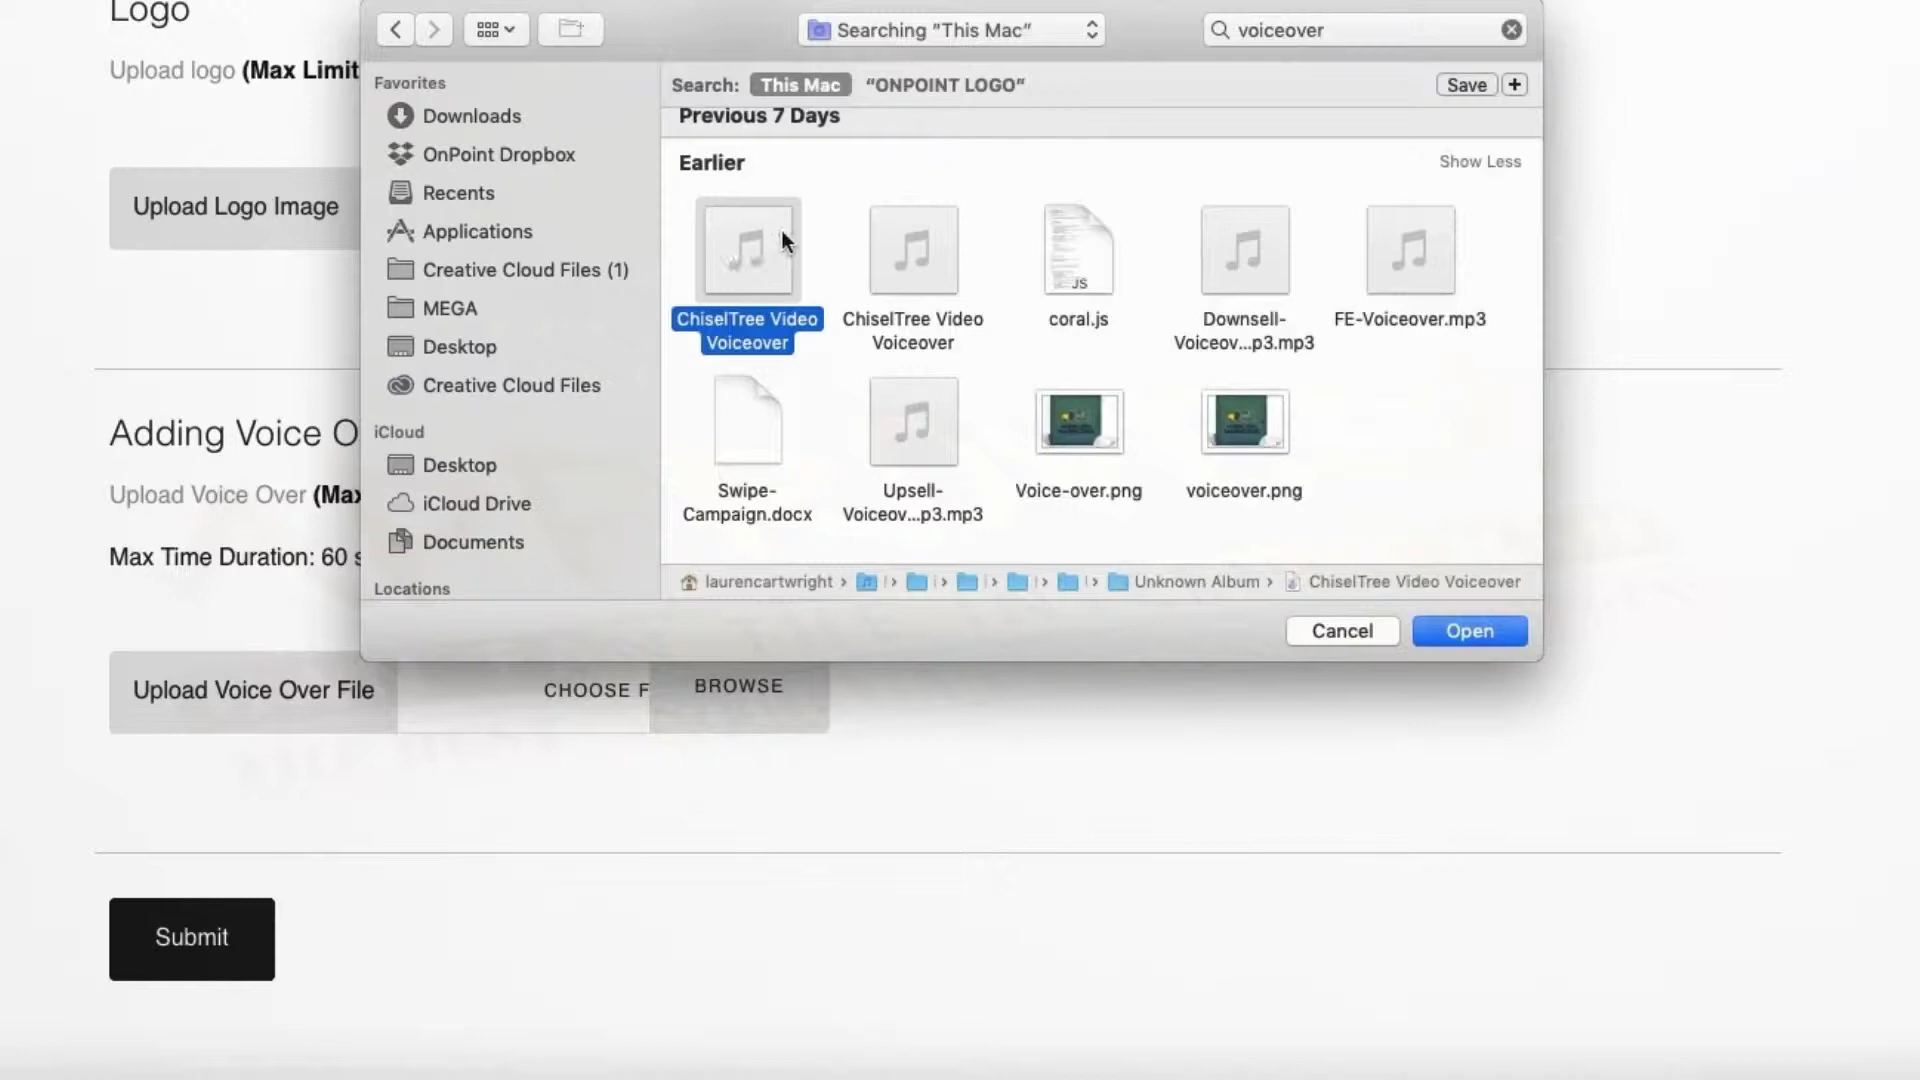 Logo
Upload logo (Max Limit
Upload Logo Image
Adding Voice O
Upload Voice Over (Max
Max Time Duration: 60 s
Upload Voice Over File
CHOOSE F
BROWSE
Submit
Searching “This Mac”
voiceover
Favorites
Downloads
OnPoint Dropbox
Recents
Applications
Creative Cloud Files (1)
MEGA
Desktop
Creative Cloud Files
iCloud
Desktop
iCloud Drive
Documents
Locations
Search: This Mac “ONPOINT LOGO” Save +
Previous 7 Days
Earlier
Show Less
ChiselTree Video
Voiceover
ChiselTree Video
Voiceover
JS
coral.js
Downsell-
Voiceov...p3.mp3
FE-Voiceover.mp3
Swipe-
Campaign.docx
Upsell-
Voiceov...p3.mp3
Voice-over.png
voiceover.png
laurencartwright › › › › › › Unknown Album › ChiselTree Video Voiceover
Cancel
Open